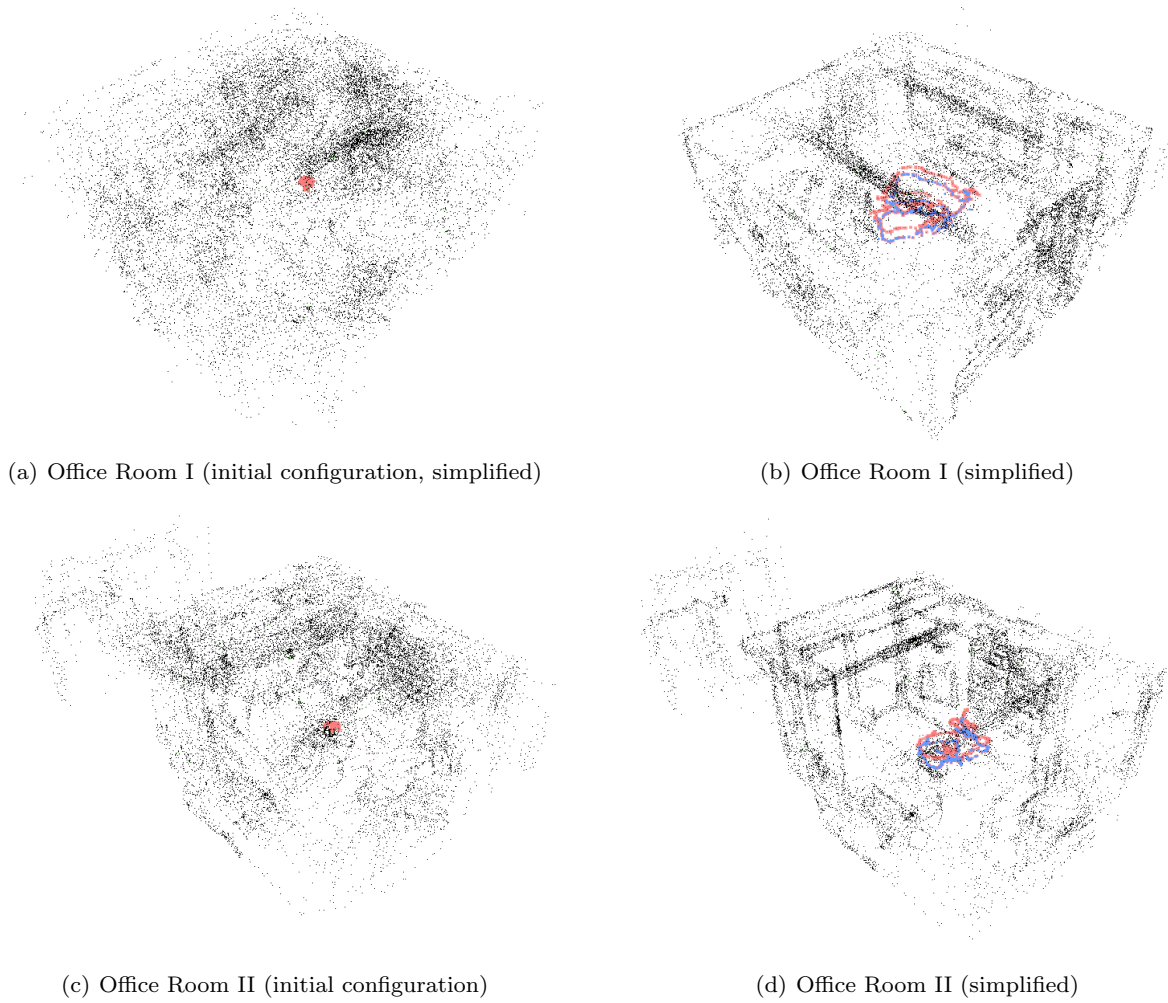 (a) Office Room I (initial configuration, simplified)
(b) Office Room I (simplified)
(c) Office Room II (initial configuration)
(d) Office Room II (simplified)